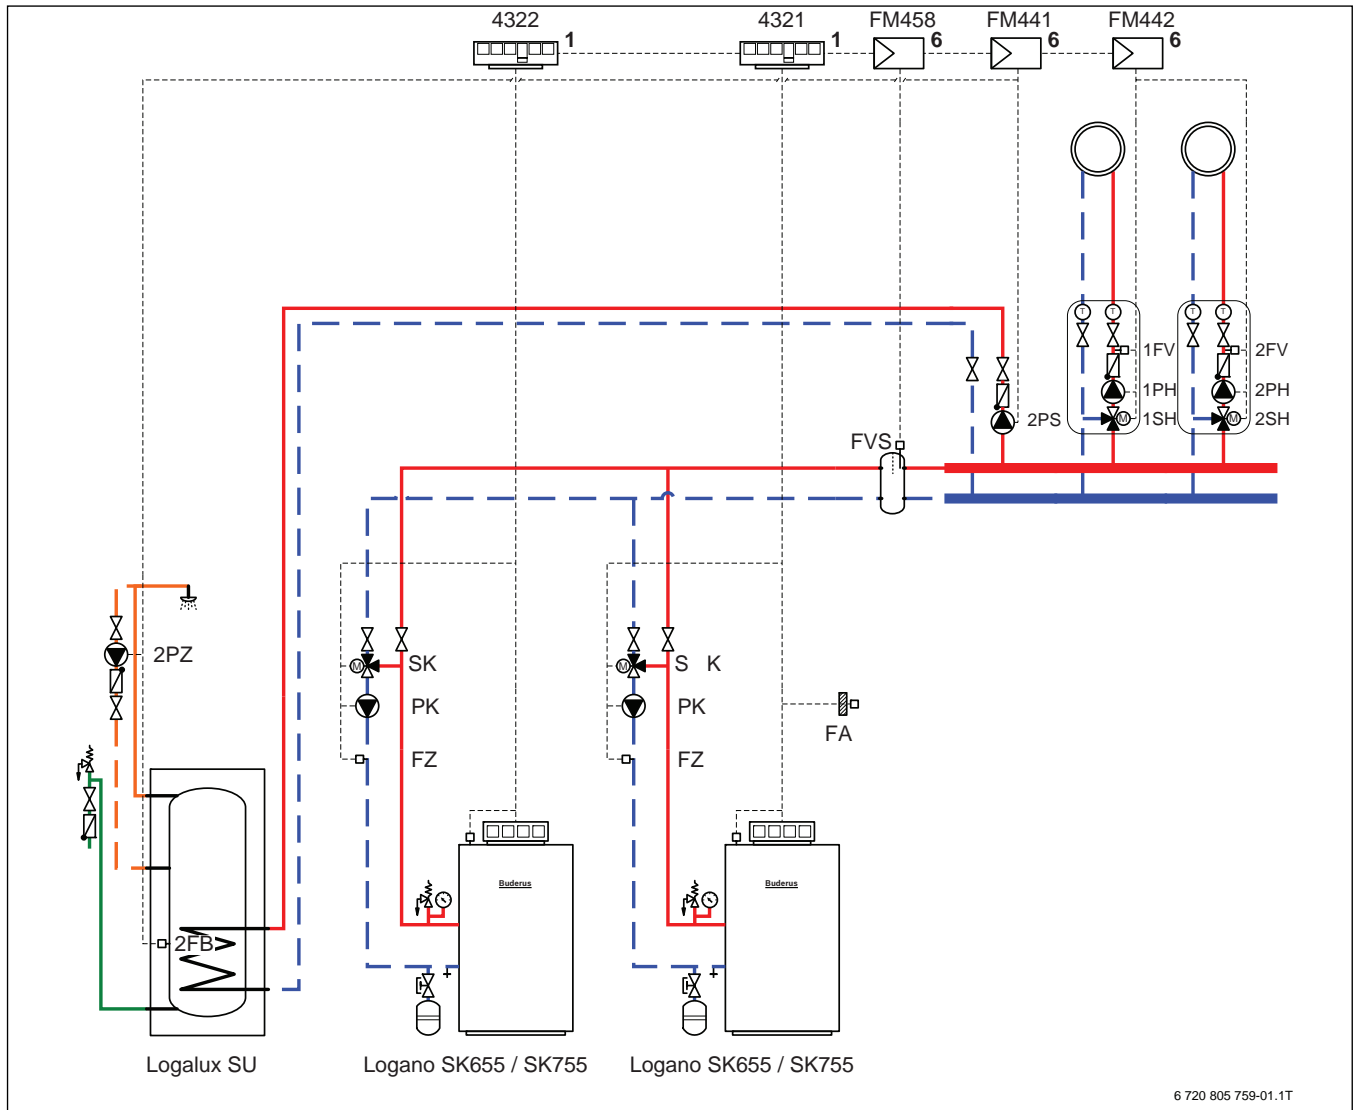 4322 4321 FM458 FM441 FM442
1 1 6 6 6
T T T T
1FV 2FV
1PH 2PH
M 1SH M 2SH
2PS
FVS
2PZ
M SK M S K
PK PK
FA
FZ FZ
Buderus Buderus
2FB
Logalux SU Logano SK655 / SK755 Logano SK655 / SK755
6 720 805 759-01.1T